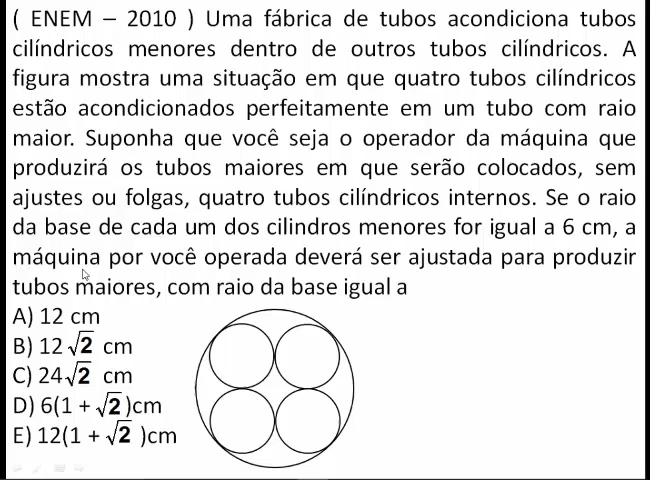 ( ENEM – 2010 ) Uma fábrica de tubos acondiciona tubos
cilíndricos menores dentro de outros tubos cilíndricos. A
figura mostra uma situação em que quatro tubos cilíndricos
estão acondicionados perfeitamente em um tubo com raio
maior. Suponha que você seja o operador da máquina que
produzirá os tubos maiores em que serão colocados, sem
ajustes ou folgas, quatro tubos cilíndricos internos. Se o raio
da base de cada um dos cilindros menores for igual a 6 cm, a
máquina por você operada deverá ser ajustada para produzir
tubos maiores, com raio da base igual a
A) 12 cm
B) 12 √2 cm
C) 24√2 cm
D) 6(1 + √2 )cm
E) 12(1 + √2 )cm